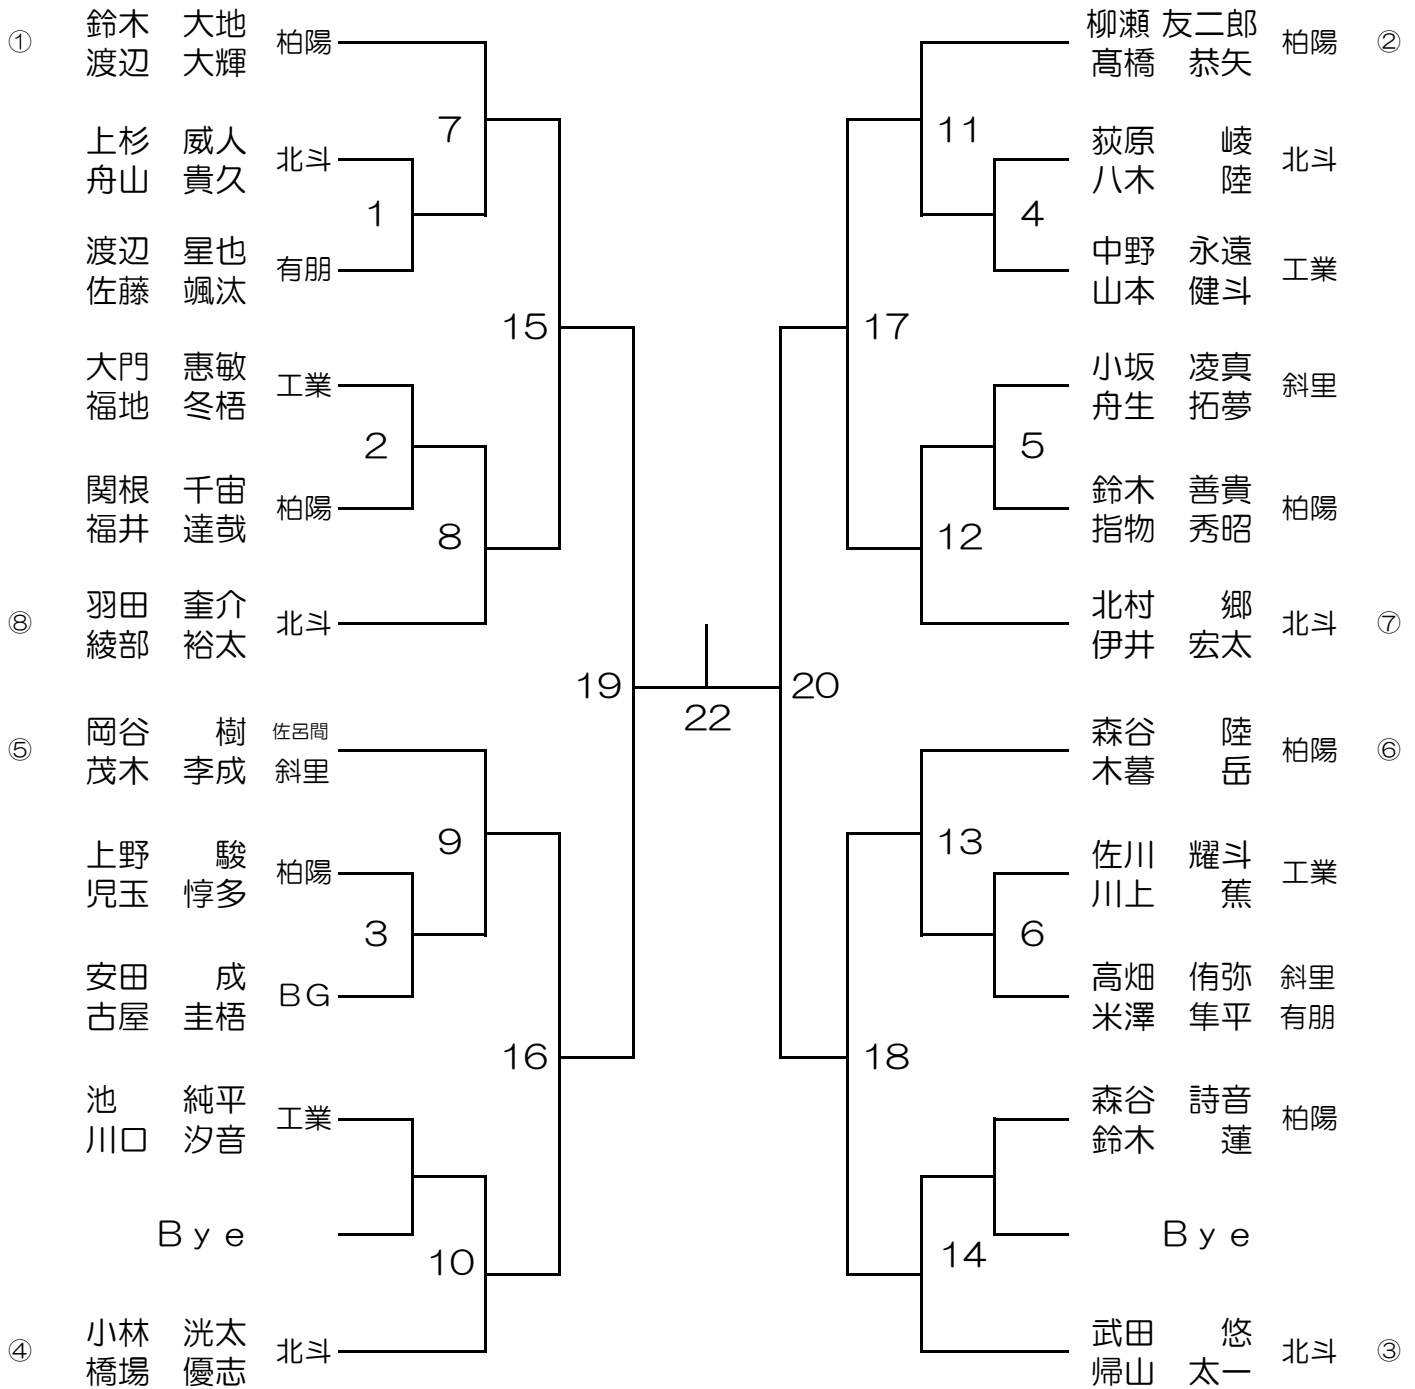 ① 鈴木 大地 柏陽
渡辺 大輝
7
上杉 威人 北斗
舟山 貴久
1
渡辺 星也 有朋
佐藤 颯汰
15
大門 惠敏 工業
福地 冬梧
2
関根 千宙 柏陽
福井 達哉
8
⑧ 羽田 奎介 北斗
綾部 裕太
19
⑤ 岡谷 樹 佐呂間
茂木 李成 斜里
9
上野 駿 柏陽
児玉 惇多
3
安田 成 BG
古屋 圭梧
16
池 純平 工業
川口 汐音
Bye
10
④ 小林 洸太 北斗
橋場 優志
22
柳瀬 友二郎 柏陽 ②
髙橋 恭矢
11
荻原 崚 北斗
八木 陸
4
中野 永遠 工業
山本 健斗
17
小坂 凌真 斜里
舟生 拓夢
5
鈴木 善貴 柏陽
指物 秀昭
12
北村 郷 北斗 ⑦
伊井 宏太
20
森谷 陸 柏陽 ⑥
木暮 岳
13
佐川 耀斗 工業
川上 蕉
6
高畑 侑弥 斜里
米澤 隼平 有朋
18
森谷 詩音 柏陽
鈴木 蓮
Bye
14
武田 悠 北斗 ③
帰山 太一